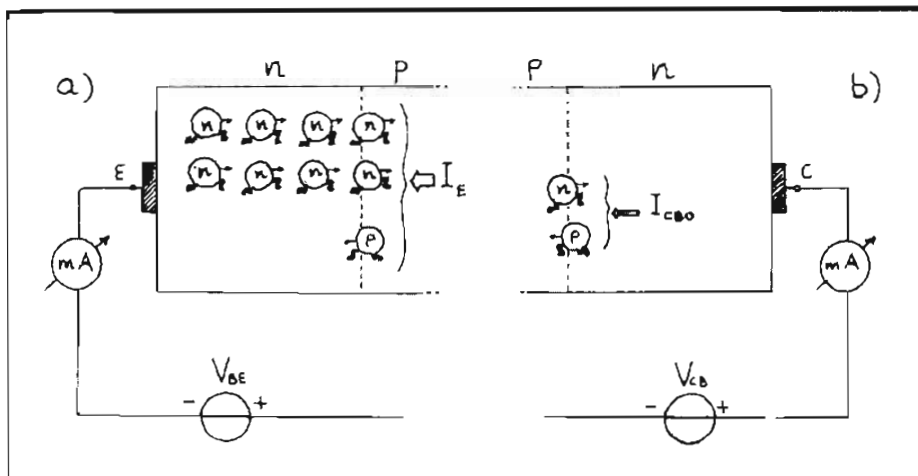 n p p n
a) b)
n n n n
n n n n
E I_E n C
I_CBO
p p
mA mA
V_BE V_CB
- + - +